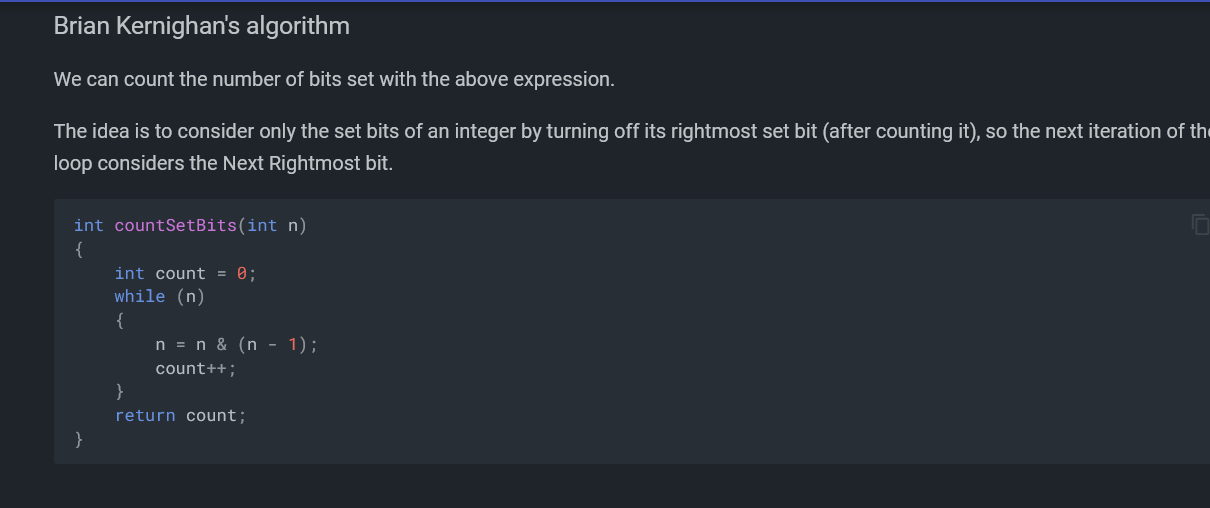 Brian Kernighan's algorithm
We can count the number of bits set with the above expression.
The idea is to consider only the set bits of an integer by turning off its rightmost set bit (after counting it), so the next iteration of the
loop considers the Next Rightmost bit.
int countSetBits(int n)
{
    int count = 0;
    while (n)
    {
        n = n & (n - 1);
        count++;
    }
    return count;
}